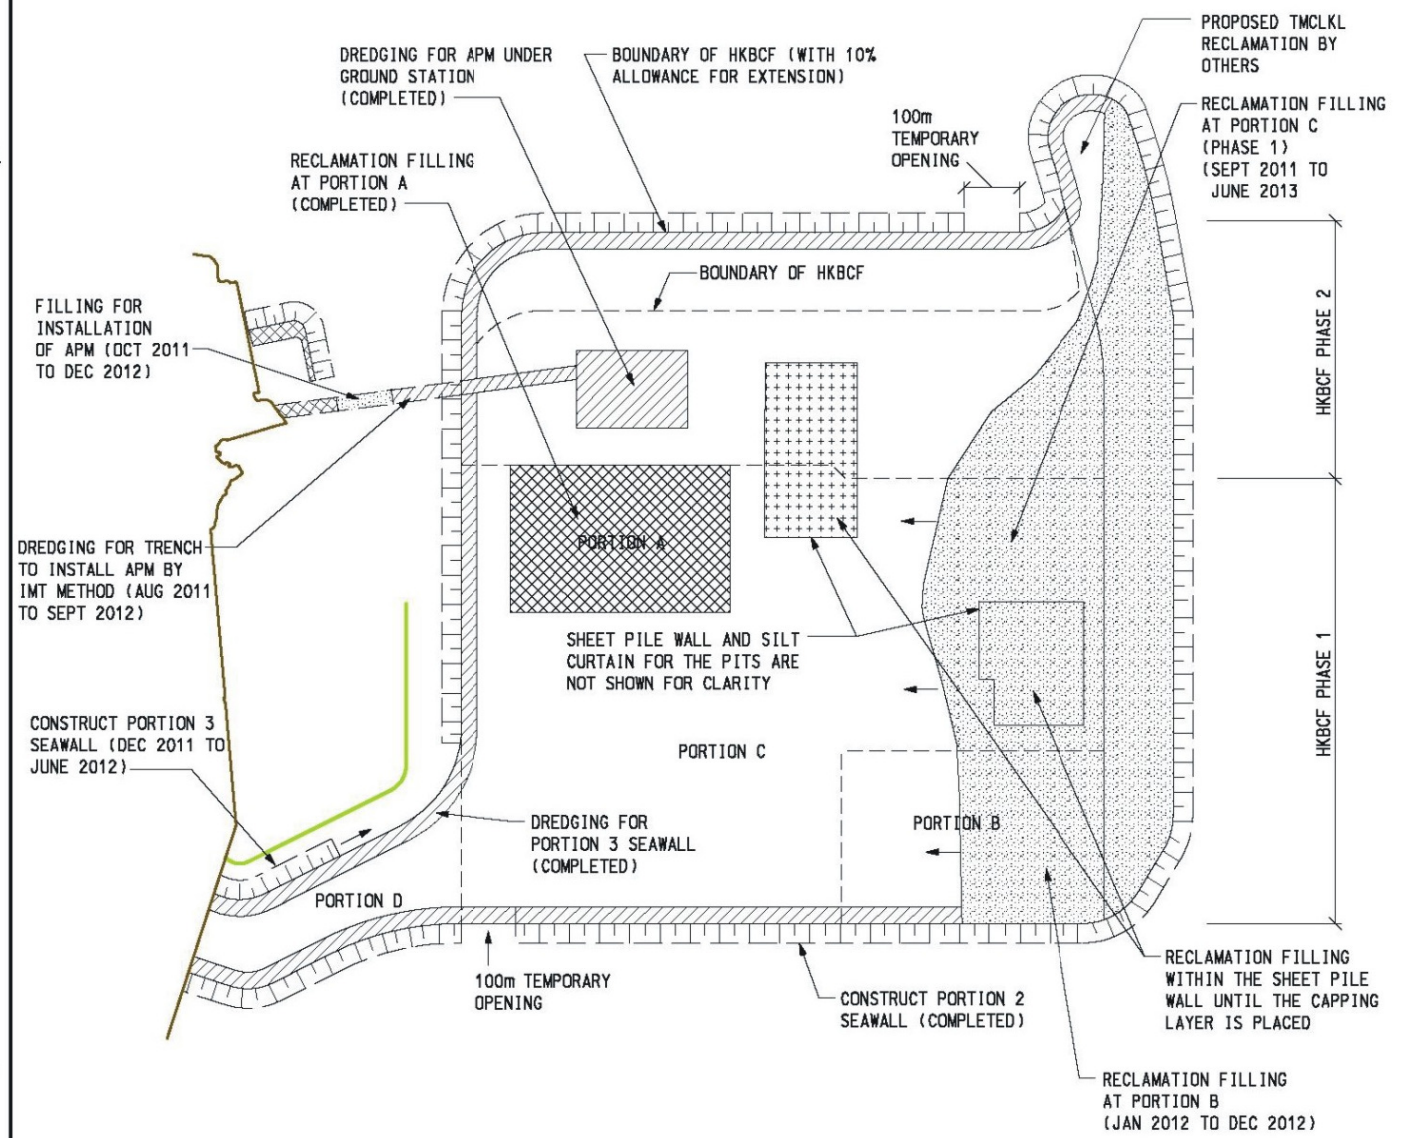 PROPOSED TMCLKL
RECLAMATION BY
OTHERS
DREDGING FOR APM UNDER
GROUND STATION
(COMPLETED)
BOUNDARY OF HKBCF (WITH 10%
ALLOWANCE FOR EXTENSION)
RECLAMATION FILLING
AT PORTION C
(PHASE 1)
(SEPT 2011 TO
JUNE 2013
100m
TEMPORARY
OPENING
RECLAMATION FILLING
AT PORTION A
(COMPLETED)
BOUNDARY OF HKBCF
FILLING FOR
INSTALLATION
OF APM (OCT 2011
TO DEC 2012)
HKBCF PHASE 2
PORTION A
DREDGING FOR TRENCH
TO INSTALL APM BY
IMT METHOD (AUG 2011
TO SEPT 2012)
SHEET PILE WALL AND SILT
CURTAIN FOR THE PITS ARE
NOT SHOWN FOR CLARITY
HKBCF PHASE 1
CONSTRUCT PORTION 3
SEAWALL (DEC 2011 TO
JUNE 2012)
PORTION C
DREDGING FOR
PORTION 3 SEAWALL
(COMPLETED)
PORTION B
PORTION D
100m TEMPORARY
OPENING
CONSTRUCT PORTION 2
SEAWALL (COMPLETED)
RECLAMATION FILLING
WITHIN THE SHEET PILE
WALL UNTIL THE CAPPING
LAYER IS PLACED
RECLAMATION FILLING
AT PORTION B
(JAN 2012 TO DEC 2012)